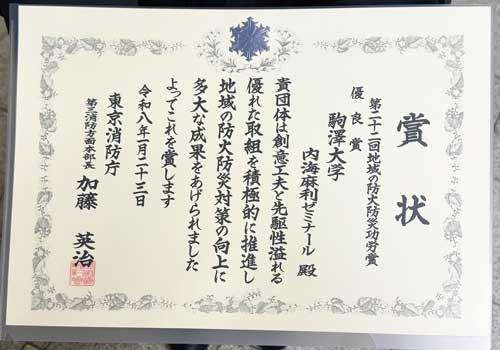 賞状
第二十二回地域の防火防災功労賞
優良賞
駒澤大学
内海麻利ゼミナール 殿
貴団体は創意工夫と先駆性溢れる
優れた取組を積極的に推進し
地域の防火防災対策の向上に
多大な成果をあげられました
よってこれを賞します
令和八年一月二十三日
東京消防庁
第三消防方面本部長 加藤 英治